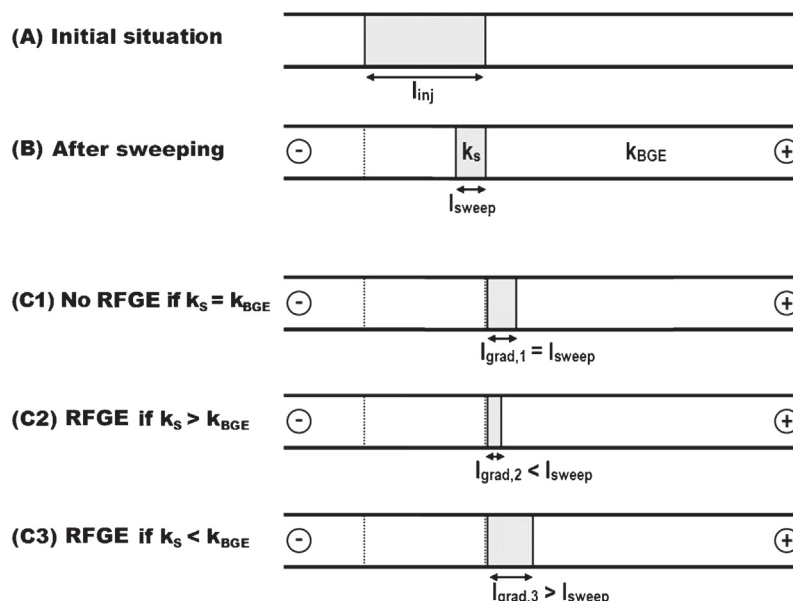 (A) Initial situation
l_inj
(B) After sweeping - k_s k_BGE +
l_sweep
(C1) No RFGE if k_s = k_BGE - +
l_grad,1 = l_sweep
(C2) RFGE if k_s > k_BGE - +
l_grad,2 < l_sweep
(C3) RFGE if k_s < k_BGE - +
l_grad,3 > l_sweep